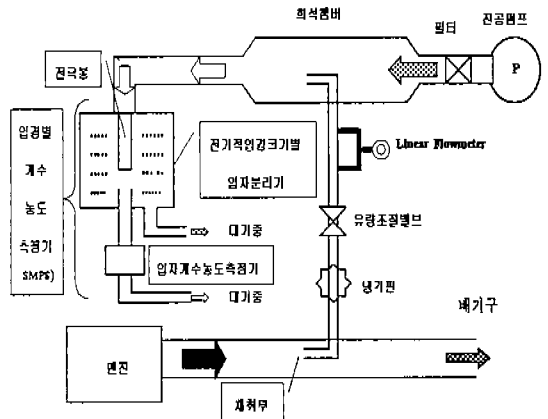 희석챔버
필터
진공펌프
P
전극봉
입경별
개수
농도
측정기
SMPS)
전기적인경크기별
입자분리기
Linear Flowmeter
대기중
유량조절밸브
입자개수농도측정기
대기중
냉각핀
배기구
엔진
채취부